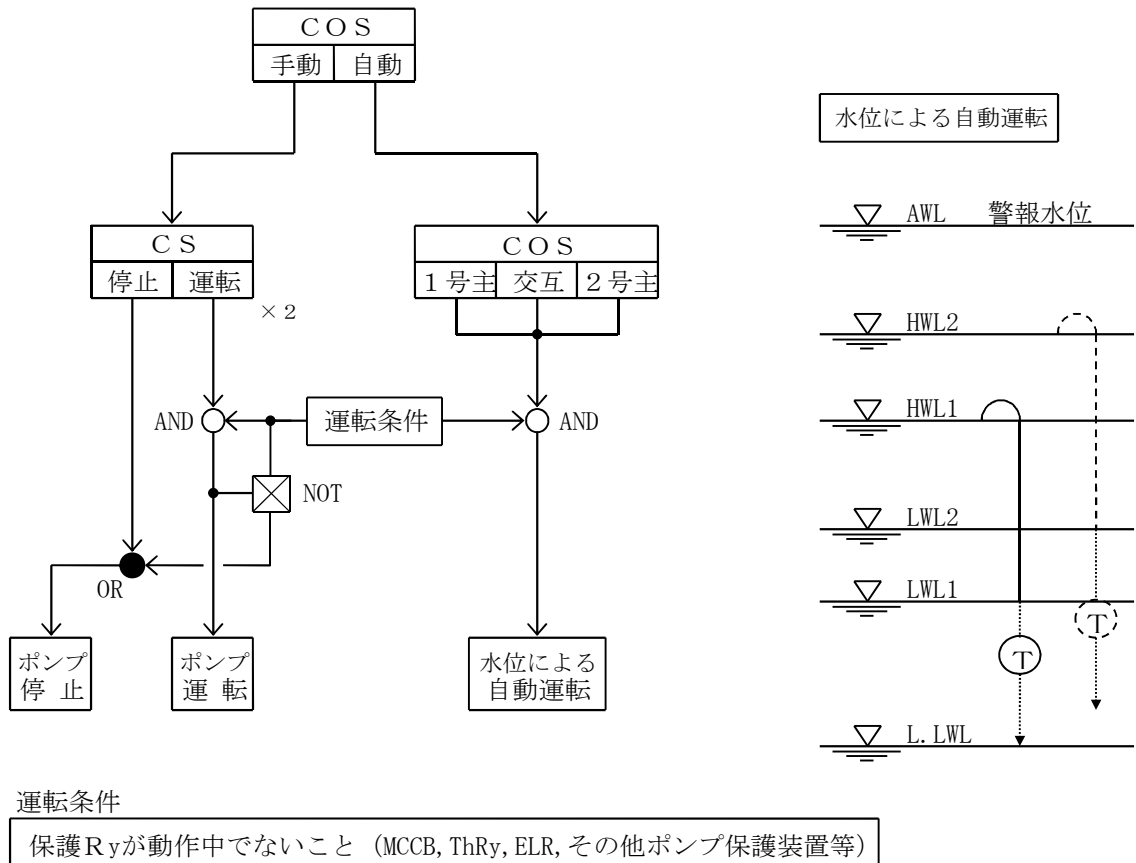 ＣＯＳ
手動 自動
ＣＳ
停止 運転
×２
ＣＯＳ
１号主 交互 ２号主
AND
運転条件
AND
NOT
OR
ポンプ
停 止
ポンプ
運 転
水位による
自動運転
水位による自動運転
AWL 警報水位
HWL2
HWL1
LWL2
LWL1
T
T
L.LWL
運転条件
保護Ｒyが動作中でないこと（MCCB,ThRy,ELR,その他ポンプ保護装置等）